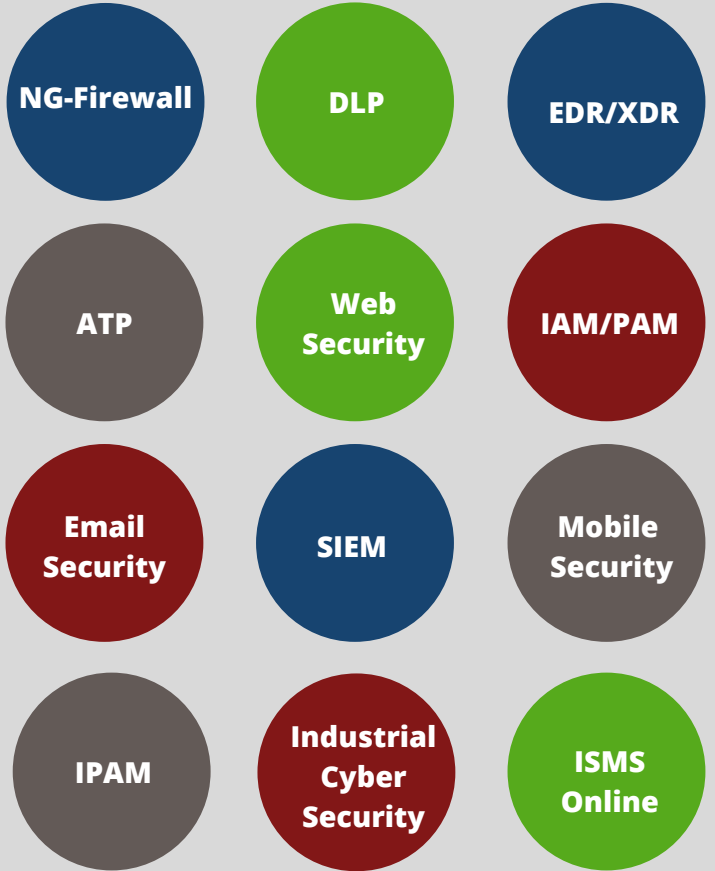 NG-Firewall
DLP
EDR/XDR
ATP
Web
Security
IAM/PAM
Email
Security
SIEM
Mobile
Security
IPAM
Industrial
Cyber
Security
ISMS
Online